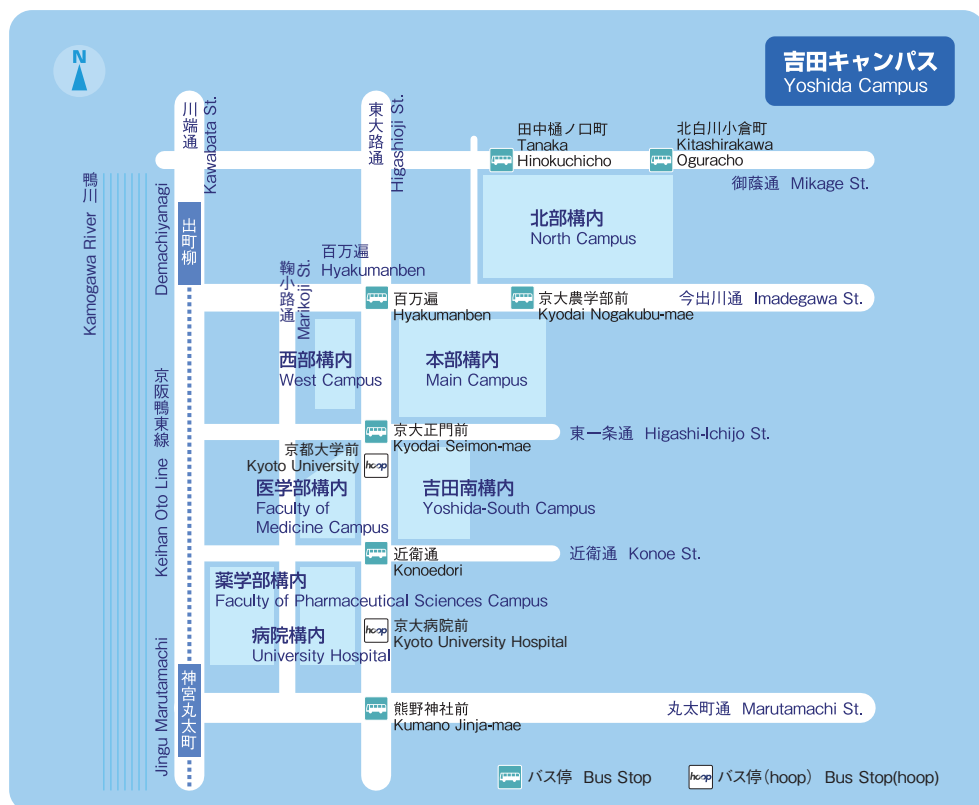 吉田キャンパス
Yoshida Campus
N
川端通
Kawabata St.
東大路通
Higashioji St.
田中樋ノ口町
Tanaka
Hinokuchicho
北白川小倉町
Kitashirakawa
Oguracho
御蔭通 Mikage St.
鴨川
Kamogawa River
出町柳
Demachiyanagi
北部構内
North Campus
百万遍
Hyakumanben
鞠小路通
Marikoji St.
百万遍
Hyakumanben
京大農学部前
Kyodai Nogakubu-mae
今出川通 Imadegawa St.
西部構内
West Campus
本部構内
Main Campus
京阪鴨東線
Keihan Oto Line
京大正門前
Kyodai Seimon-mae
東一条通 Higashi-Ichijo St.
京都大学前
Kyoto University
hoop
医学部構内
Faculty of
Medicine Campus
吉田南構内
Yoshida-South Campus
近衛通
Konoedori
近衛通 Konoe St.
薬学部構内
Faculty of Pharmaceutical Sciences Campus
病院構内
University Hospital
hoop
京大病院前
Kyoto University Hospital
神宮丸太町
Jingu Marutamachi
熊野神社前
Kumano Jinja-mae
丸太町通 Marutamachi St.
バス停 Bus Stop
hoop
バス停(hoop) Bus Stop(hoop)